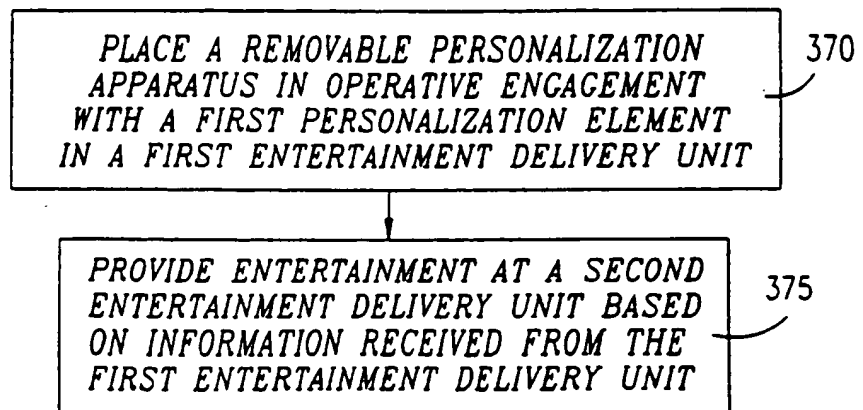 PLACE A REMOVABLE PERSONALIZATION
APPARATUS IN OPERATIVE ENGAGEMENT
WITH A FIRST PERSONALIZATION ELEMENT
IN A FIRST ENTERTAINMENT DELIVERY UNIT
370
PROVIDE ENTERTAINMENT AT A SECOND
ENTERTAINMENT DELIVERY UNIT BASED
ON INFORMATION RECEIVED FROM THE
FIRST ENTERTAINMENT DELIVERY UNIT
375